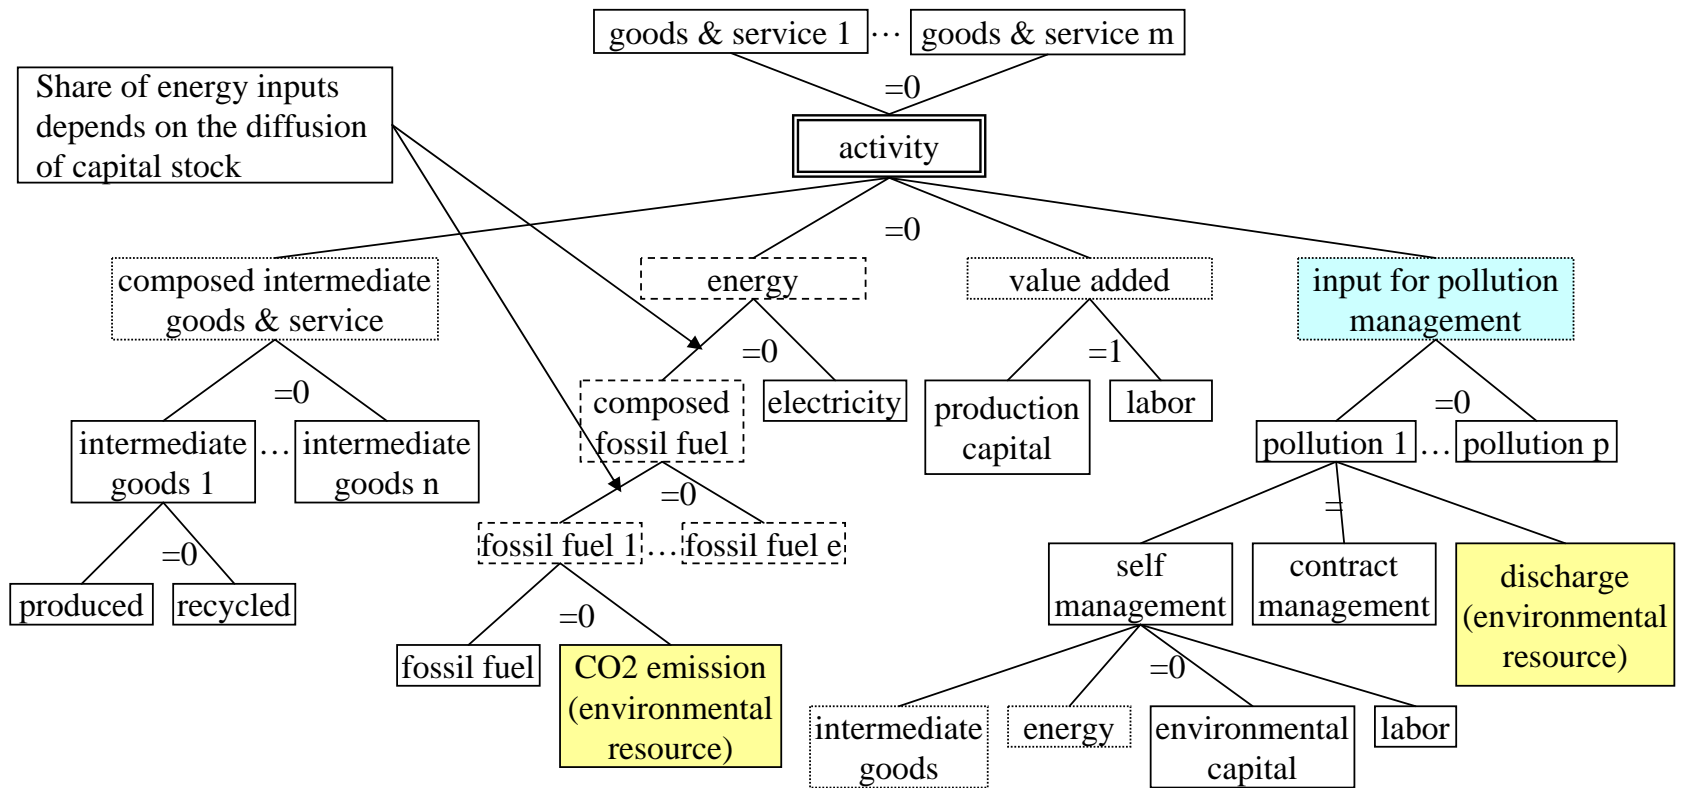 goods & service 1
…
goods & service m
=0
Share of energy inputs
depends on the diffusion
of capital stock
activity
=0
composed intermediate
goods & service
energy
value added
input for pollution
management
=0
=0
=1
=0
composed
fossil fuel
electricity
production
capital
labor
intermediate
goods 1
…
intermediate
goods n
pollution 1
…
pollution p
=0
=0
=
fossil fuel 1
…
fossil fuel e
produced
recycled
self
management
contract
management
discharge
(environmental
resource)
=0
=0
fossil fuel
CO2 emission
(environmental
resource)
intermediate
goods
energy
environmental
capital
labor